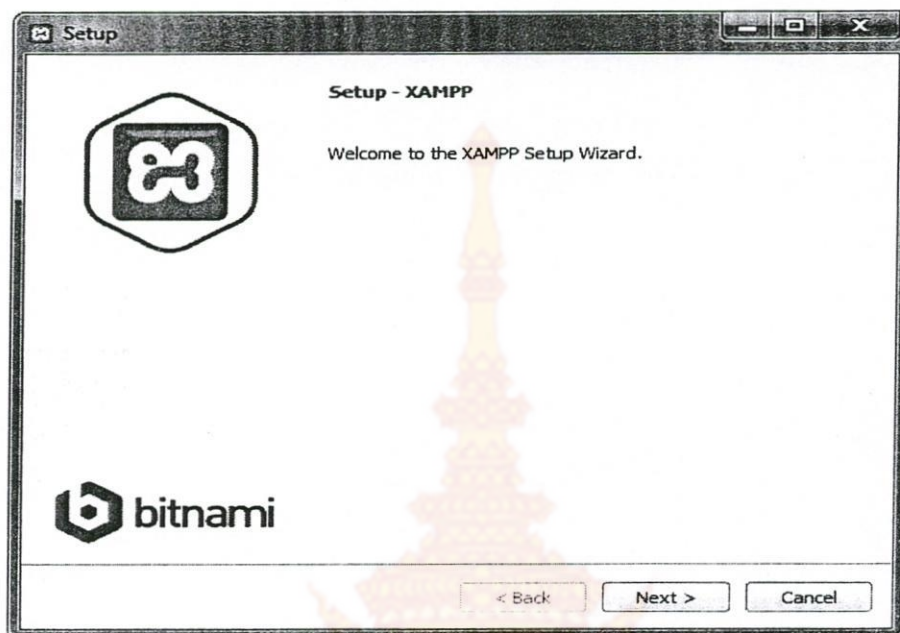 Setup
Setup - XAMPP
Welcome to the XAMPP Setup Wizard.
bitnami
< Back
Next >
Cancel